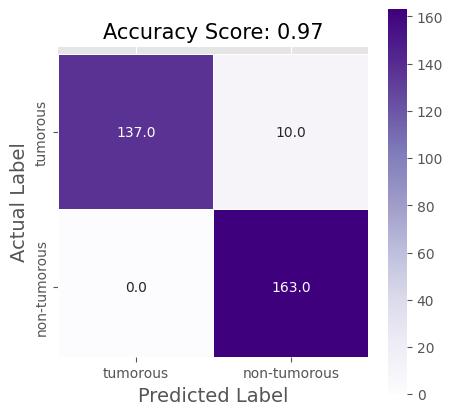 Accuracy Score: 0.97
160
140
120
100
80
60
40
20
0
Actual Label
tumorous
non-tumorous
137.0
10.0
0.0
163.0
tumorous
non-tumorous
Predicted Label